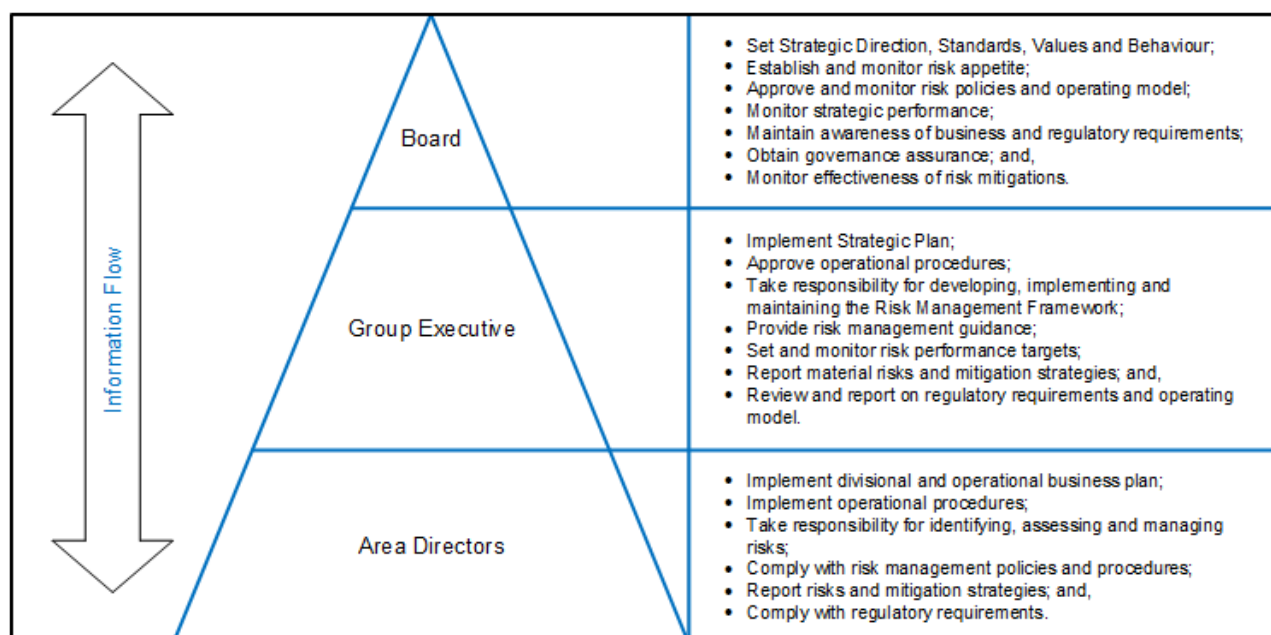 Information Flow
Board
• Set Strategic Direction, Standards, Values and Behaviour;
• Establish and monitor risk appetite;
• Approve and monitor risk policies and operating model;
• Monitor strategic performance;
• Maintain awareness of business and regulatory requirements;
• Obtain governance assurance; and,
• Monitor effectiveness of risk mitigations.
Group Executive
• Implement Strategic Plan;
• Approve operational procedures;
• Take responsibility for developing, implementing and
maintaining the Risk Management Framework;
• Provide risk management guidance;
• Set and monitor risk performance targets;
• Report material risks and mitigation strategies; and,
• Review and report on regulatory requirements and operating
model.
Area Directors
• Implement divisional and operational business plan;
• Implement operational procedures;
• Take responsibility for identifying, assessing and managing
risks;
• Comply with risk management policies and procedures;
• Report risks and mitigation strategies; and,
• Comply with regulatory requirements.